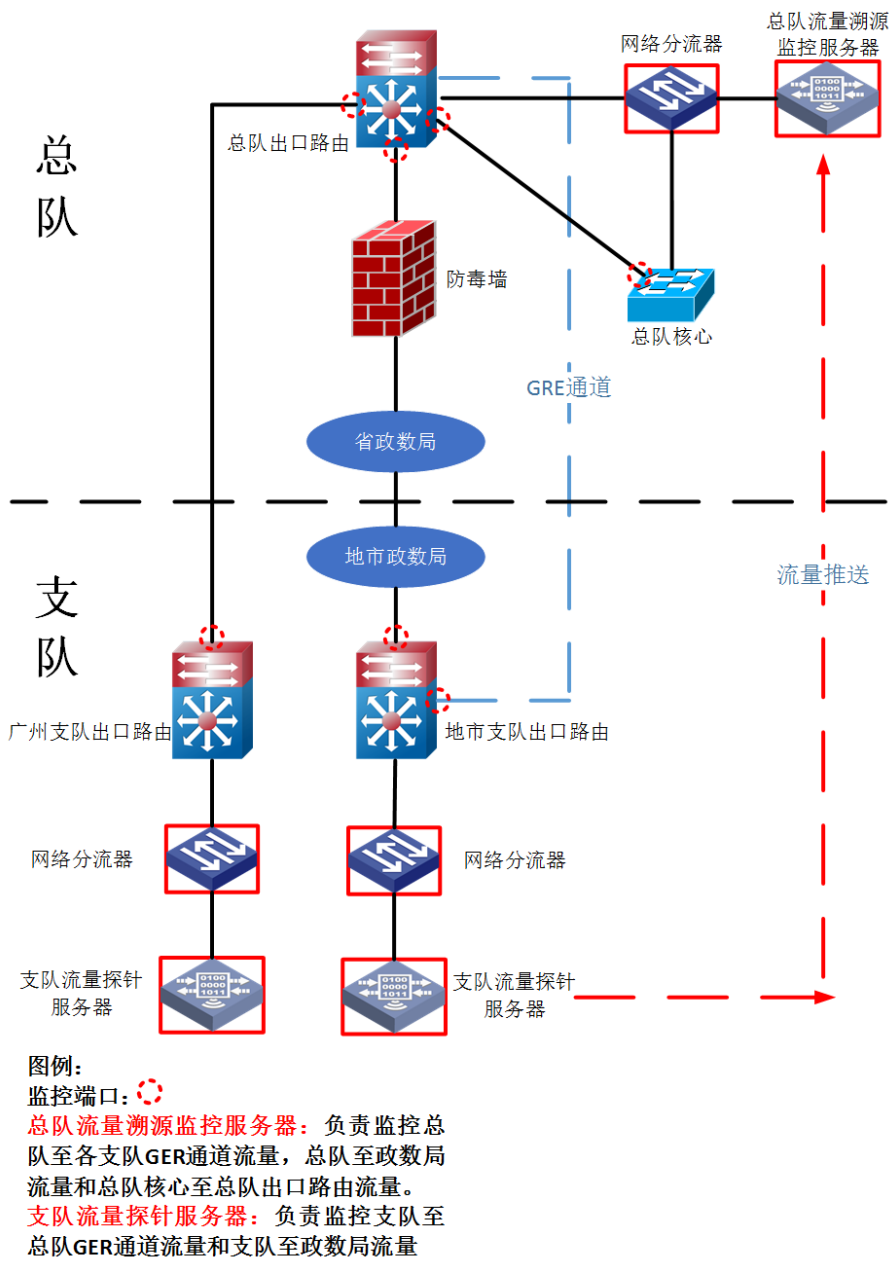 总队流量溯源
监控服务器
网络分流器
总队出口路由
总
队
防毒墙
总队核心
GRE通道
省政数局
地市政数局
流量推送
支
队
广州支队出口路由
地市支队出口路由
网络分流器
网络分流器
0100
0000
1011
支队流量探针
服务器
0100
0000
1011
支队流量探针
服务器
0100
0000
1011
图例：
监控端口：
总队流量溯源监控服务器：负责监控总
队至各支队GER通道流量，总队至政数局
流量和总队核心至总队出口路由流量。
支队流量探针服务器：负责监控支队至
总队GER通道流量和支队至政数局流量